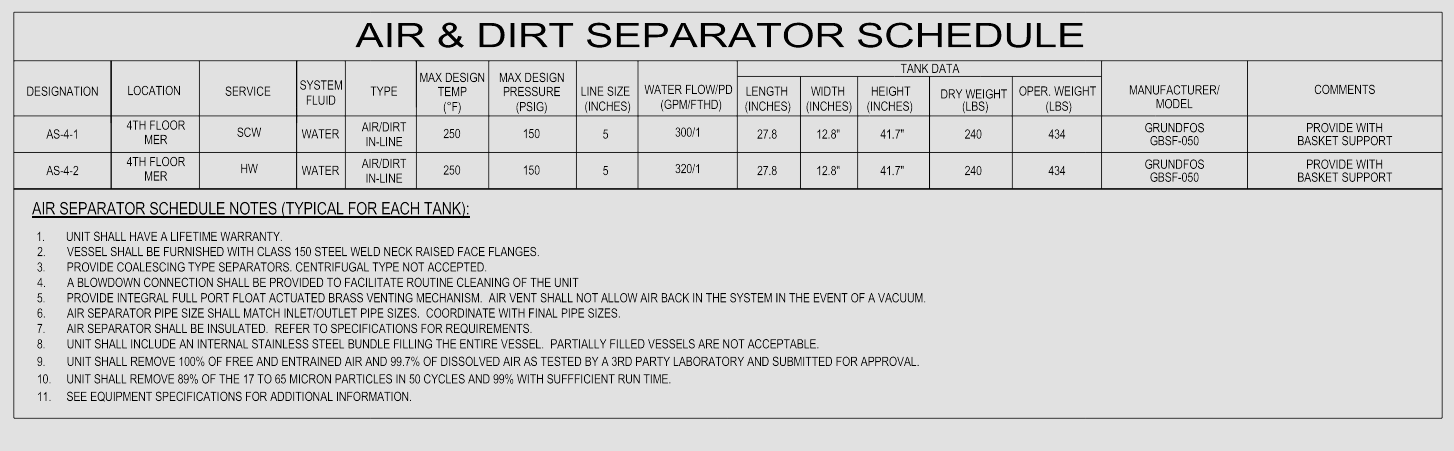 AIR & DIRT SEPARATOR SCHEDULE
DESIGNATION LOCATION SERVICE SYSTEM FLUID TYPE MAX DESIGN TEMP (°F) MAX DESIGN PRESSURE (PSIG) LINE SIZE (INCHES) WATER FLOW/PD (GPM/FTHD) TANK DATA MANUFACTURER/ MODEL COMMENTS
LENGTH (INCHES) WIDTH (INCHES) HEIGHT (INCHES) DRY WEIGHT (LBS) OPER. WEIGHT (LBS)
AS-4-1 4TH FLOOR MER SCW WATER AIR/DIRT IN-LINE 250 150 5 300/1 27.8 12.8" 41.7" 240 434 GRUNDFOS GBSF-050 PROVIDE WITH BASKET SUPPORT
AS-4-2 4TH FLOOR MER HW WATER AIR/DIRT IN-LINE 250 150 5 320/1 27.8 12.8" 41.7" 240 434 GRUNDFOS GBSF-050 PROVIDE WITH BASKET SUPPORT
AIR SEPARATOR SCHEDULE NOTES (TYPICAL FOR EACH TANK):
1. UNIT SHALL HAVE A LIFETIME WARRANTY.
2. VESSEL SHALL BE FURNISHED WITH CLASS 150 STEEL WELD NECK RAISED FACE FLANGES.
3. PROVIDE COALESCING TYPE SEPARATORS. CENTRIFUGAL TYPE NOT ACCEPTED.
4. A BLOWDOWN CONNECTION SHALL BE PROVIDED TO FACILITATE ROUTINE CLEANING OF THE UNIT
5. PROVIDE INTEGRAL FULL PORT FLOAT ACTUATED BRASS VENTING MECHANISM. AIR VENT SHALL NOT ALLOW AIR BACK IN THE SYSTEM IN THE EVENT OF A VACUUM.
6. AIR SEPARATOR PIPE SIZE SHALL MATCH INLET/OUTLET PIPE SIZES. COORDINATE WITH FINAL PIPE SIZES.
7. AIR SEPARATOR SHALL BE INSULATED. REFER TO SPECIFICATIONS FOR REQUIREMENTS.
8. UNIT SHALL INCLUDE AN INTERNAL STAINLESS STEEL BUNDLE FILLING THE ENTIRE VESSEL. PARTIALLY FILLED VESSELS ARE NOT ACCEPTABLE.
9. UNIT SHALL REMOVE 100% OF FREE AND ENTRAINED AIR AND 99.7% OF DISSOLVED AIR AS TESTED BY A 3RD PARTY LABORATORY AND SUBMITTED FOR APPROVAL.
10. UNIT SHALL REMOVE 89% OF THE 17 TO 65 MICRON PARTICLES IN 50 CYCLES AND 99% WITH SUFFFICIENT RUN TIME.
11. SEE EQUIPMENT SPECIFICATIONS FOR ADDITIONAL INFORMATION.